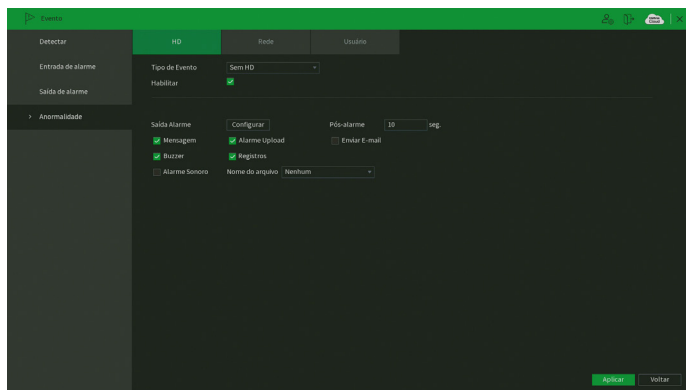 Evento
Detectar
Entrada de alarme
Saída de alarme
> Anormalidade
HD Rede Usuário
Tipo de Evento Sem HD
Habilitar
Saída Alarme Configurar Pós-alarme 10 seg.
Mensagem Alarme Upload Enviar E-mail
Buzzer Registros
Alarme Sonoro Nome do arquivo Nenhum
Aplicar Voltar